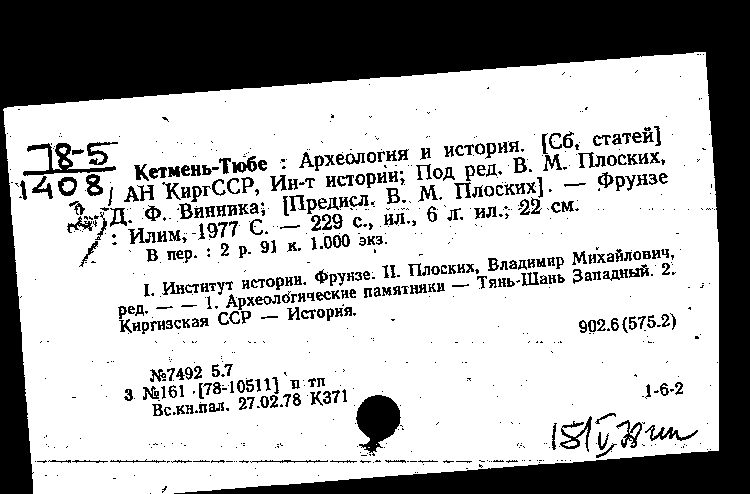 78-5
1408
Кетмень-Тюбе : Археология и история. [Сб. статей]
АН КиргССР, Ин-т истории; Под ред. В. М. Плоских,
Д. Ф. Винника; [Предисл. В. М. Плоских]. — Фрунзе
: Илим, 1977 С. — 229 с., ил., 6 л. ил.; 22 см.
В пер. : 2 р. 91 к. 1.000 экз.
I. Институт истории. Фрунзе. II. Плоских, Владимир Михайлович,
ред. — — 1. Археологические памятники — Тянь-Шань Западный. 2.
Киргизская ССР — История.
902.6(575.2)
№7492 5.7
3 №161 [78-10511] п тп
Вс.кн.пал. 27.02.78 К371
1-6-2